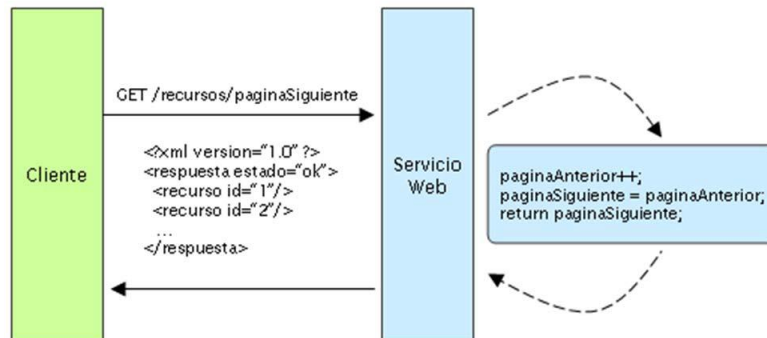 GET /recursos/paginaSiguiente
Cliente
<?xml version="1.0" ?>
<respuesta estado="ok">
<recurso id="1"/>
<recurso id="2"/>
...
</respuesta>
Servicio
Web
paginaAnterior++;
paginaSiguiente = paginaAnterior;
return paginaSiguiente;